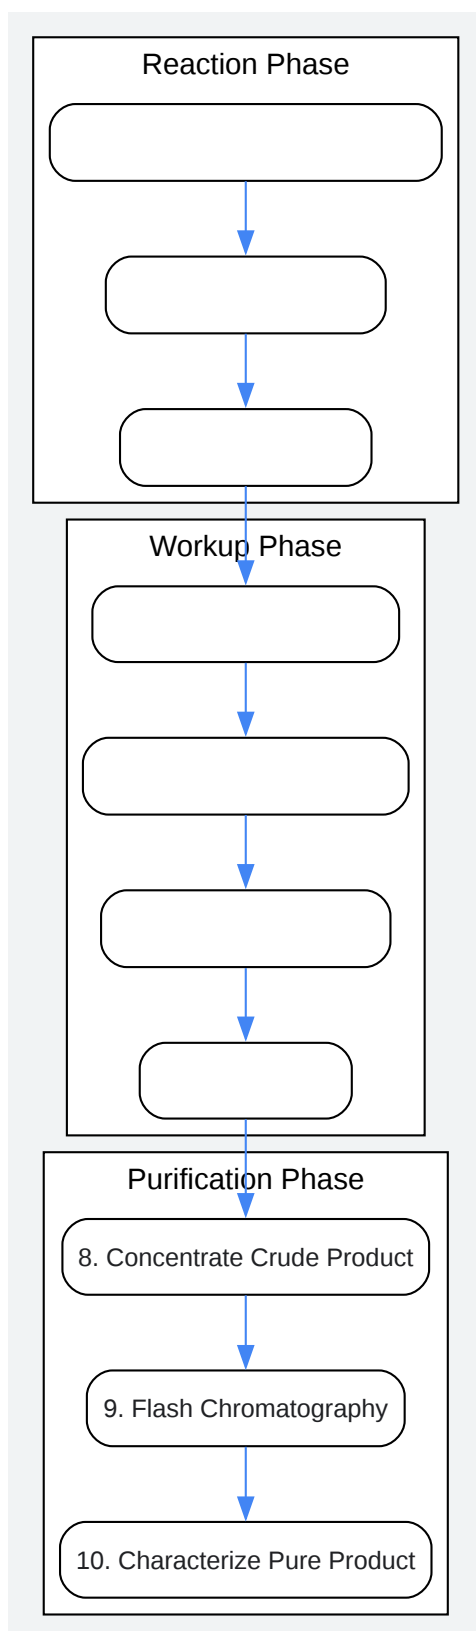 Reaction Phase
Workup Phase
Purification Phase
8. Concentrate Crude Product
9. Flash Chromatography
10. Characterize Pure Product